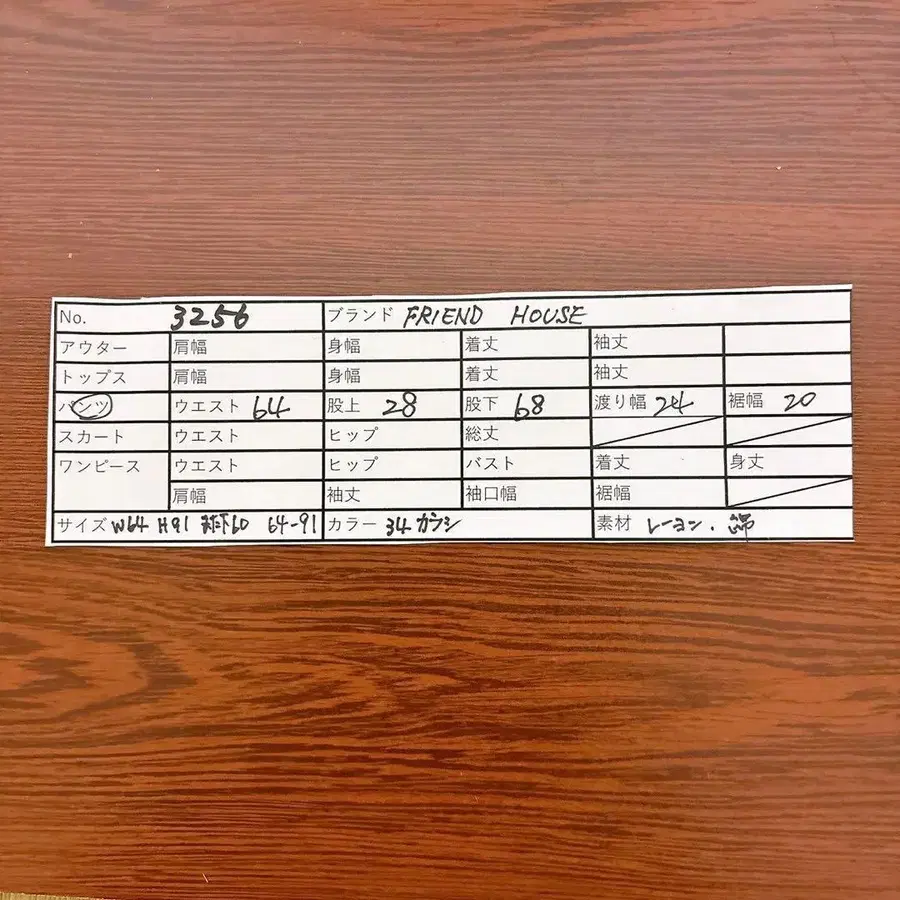 No. 3256 ブランド FRIEND HOUSE
アウター 肩幅 身幅 着丈 袖丈
トップス 肩幅 身幅 着丈 袖丈
パンツ ウエスト 64 股上 28 股下 68 渡り幅 24 裾幅 20
スカート ウエスト ヒップ 総丈
ワンピース ウエスト ヒップ バスト 着丈 身丈
肩幅 袖丈 袖口幅 裾幅
サイズ W64 H91 股下60 64-91 カラー 34 素材 レーヨン.綿